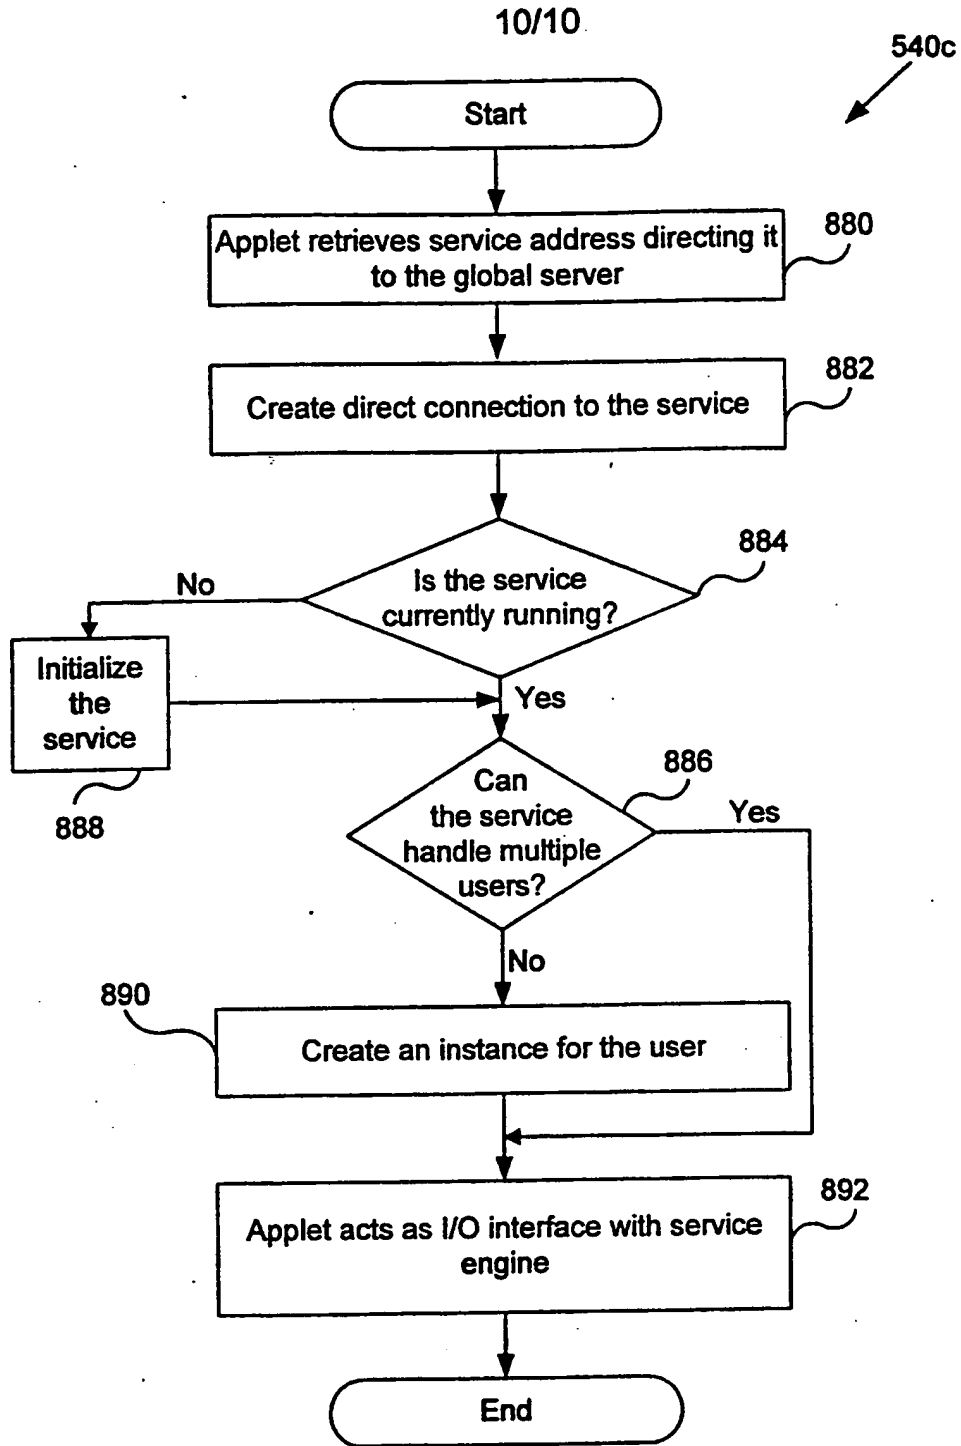 10/10
540c
Start
Applet retrieves service address directing it
to the global server
880
Create direct connection to the service
882
Is the service
currently running?
884
No
Initialize
the
service
888
Yes
Can
the service
handle multiple
users?
886
Yes
No
890
Create an instance for the user
Applet acts as I/O interface with service
engine
892
End